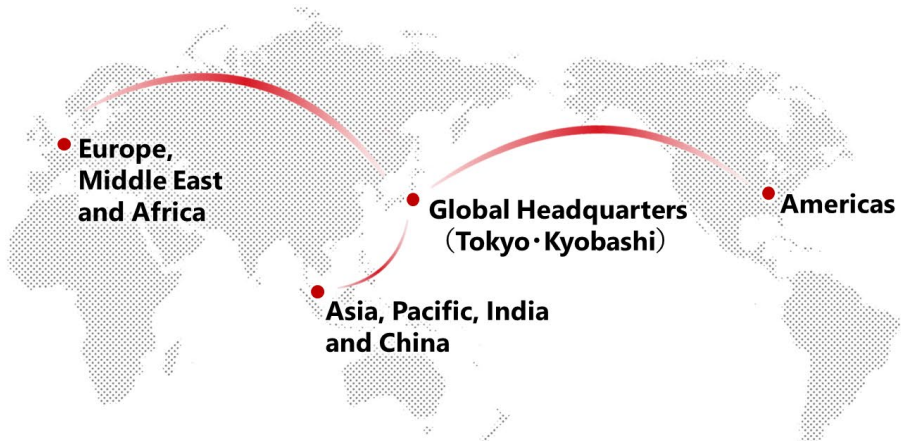 Europe,
Middle East
and Africa
Global Headquarters
（Tokyo･Kyobashi）
Americas
Asia, Pacific, India
and China